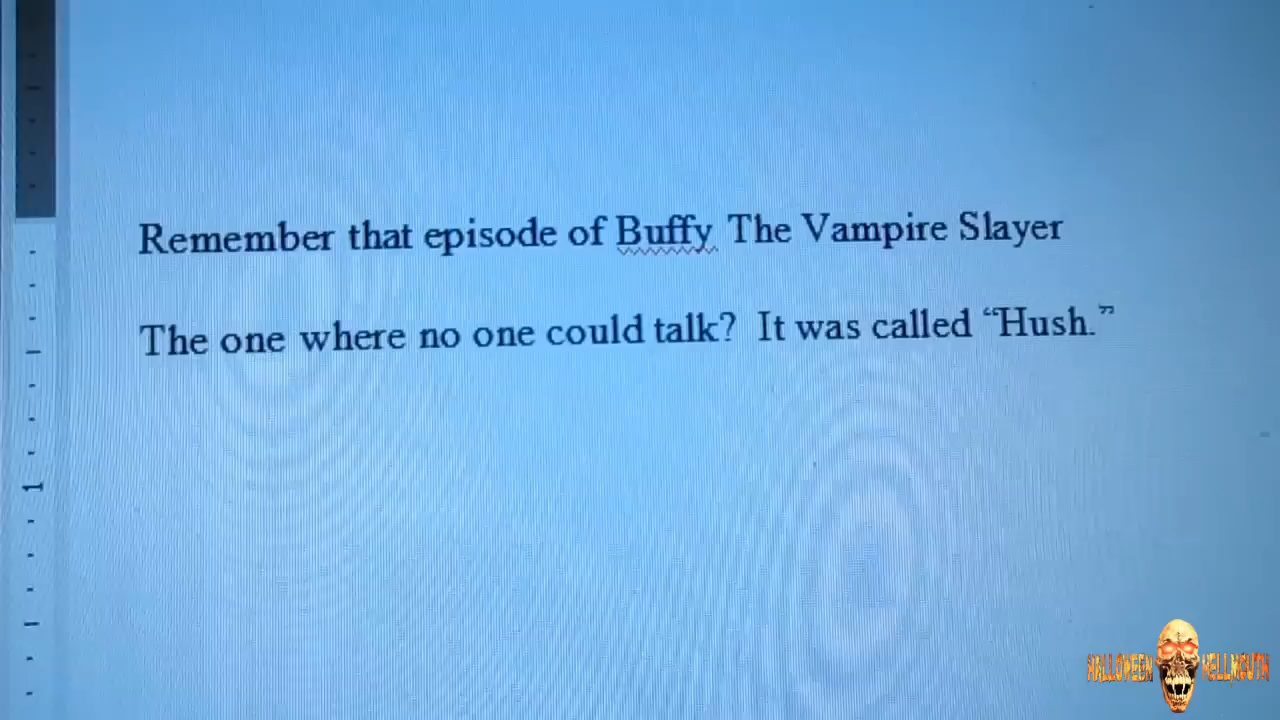 Remember that episode of Buffy The Vampire Slayer
The one where no one could talk?  It was called “Hush.”
1
HALLOWEEN HELLMOUTH